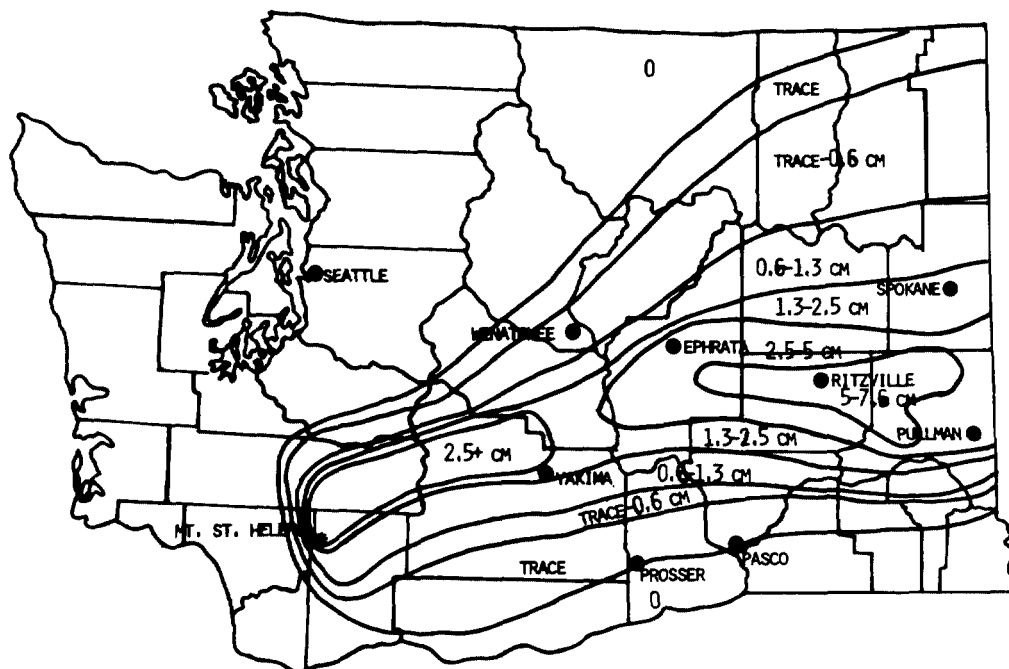 0
TRACE
TRACE-0.6 CM
SEATTLE
0.6-1.3 CM
SPOKANE
1.3-2.5 CM
WENATCHEE
EPHRATA
2.5-5 CM
RITZVILLE
5-7.6 CM
PULLMAN
1.3-2.5 CM
2.5+ CM
YAKIMA
0.6-1.3 CM
TRACE-0.6 CM
MT. ST. HELENS
TRACE
PROSSER
PASCO
0